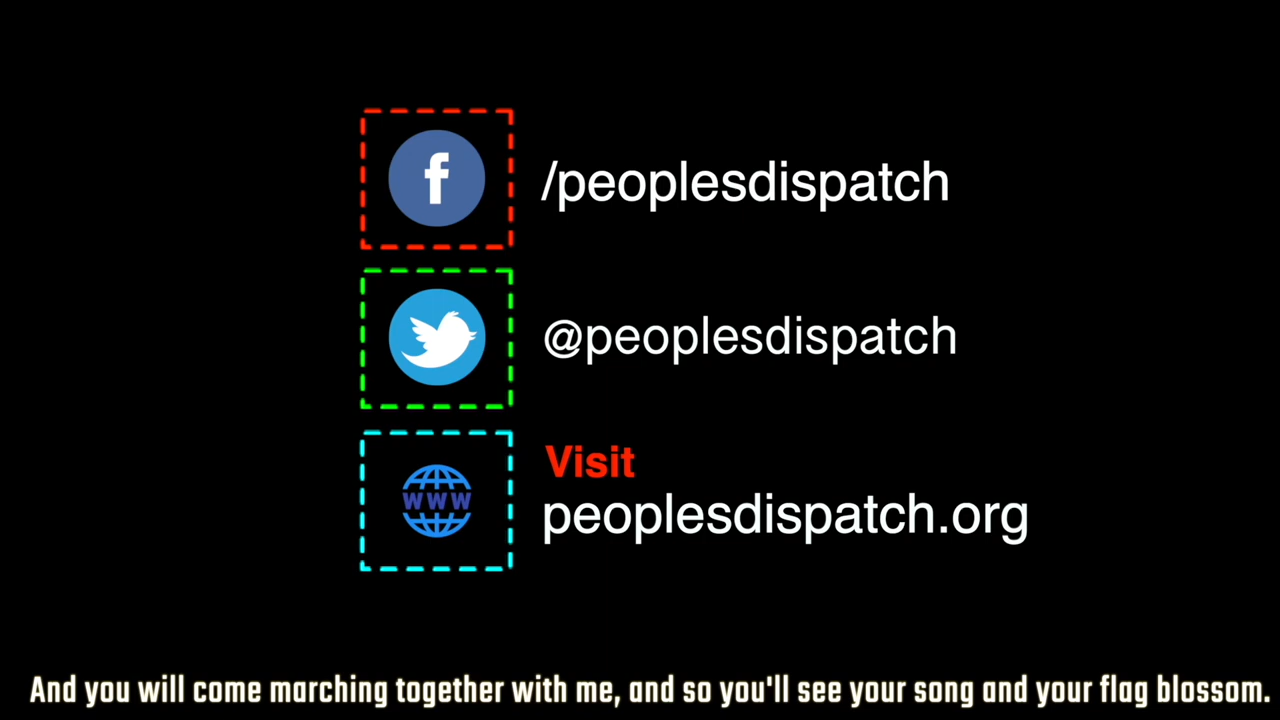 f
/peoplesdispatch
@peoplesdispatch
Visit
WWW
peoplesdispatch.org
And you will come marching together with me, and so you'll see your song and your flag blossom.